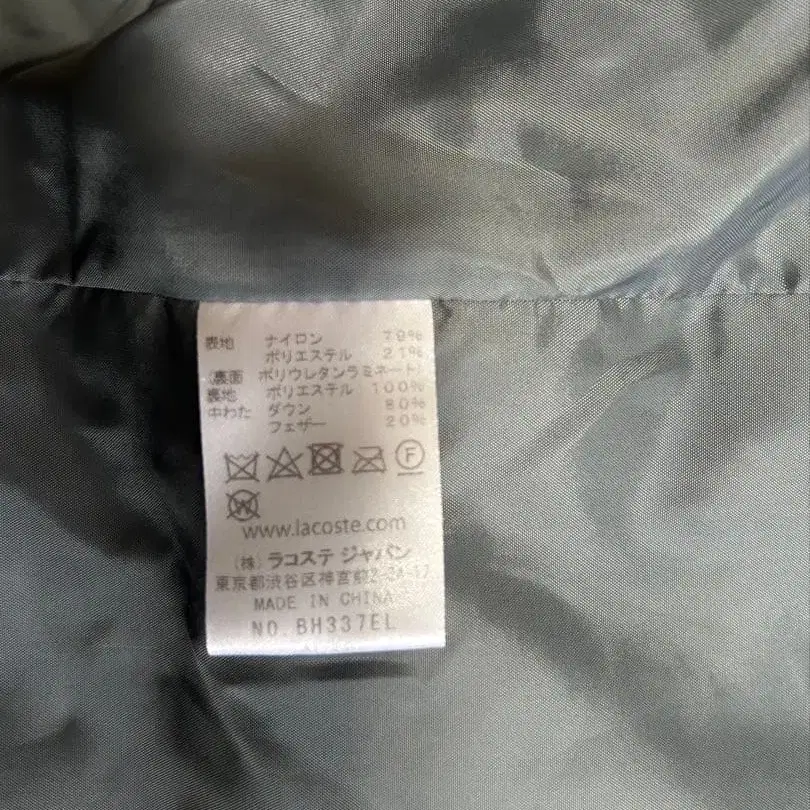 表地 ナイロン 79%
ポリエステル 21%
(裏面 ポリウレタンラミネート)
裏地 ポリエステル 100%
中わた ダウン 80%
フェザー 20%
F
W
www.lacoste.com
(株) ラコステ ジャパン
東京都渋谷区神宮前2-34-17
MADE IN CHINA
NO. BH337EL